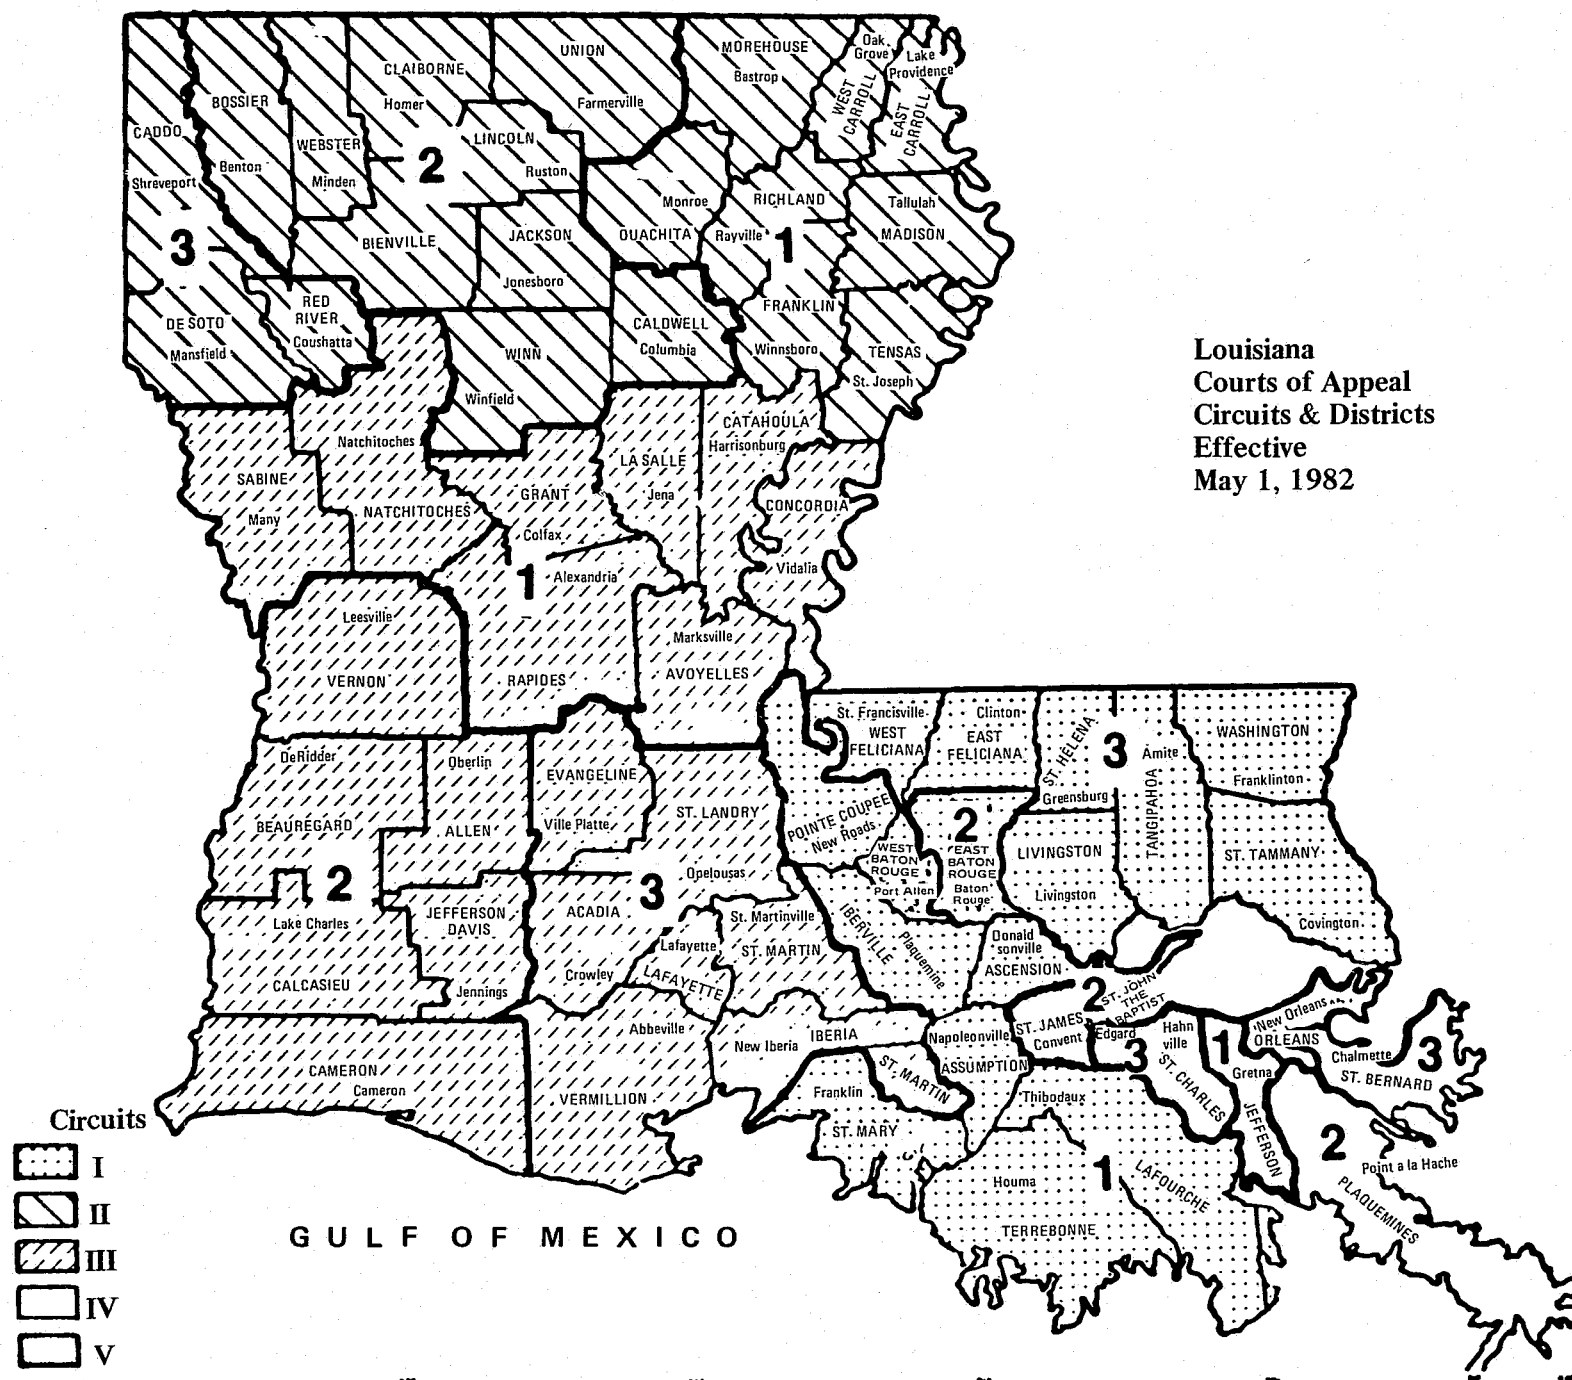 UNION
MOREHOUSE
Oak
Grove
Lake
Providence
CLAIBORNE
Bastrop
WEST
CARROLL
EAST
CARROLL
BOSSIER
Homer
Farmerville
CADDO
WEBSTER
LINCOLN
2
Benton
Ruston
Shreveport
Minden
Monroe
RICHLAND
Tallulah
3
BIENVILLE
JACKSON
OUACHITA
Rayville
1
MADISON
Jonesboro
RED
RIVER
Coushatta
FRANKLIN
DE SOTO
Mansfield
CALDWELL
Columbia
WINN
Winnsboro
TENSAS
St. Joseph
Winfield
Louisiana
Courts of Appeal
Circuits & Districts
Effective
May 1, 1982
Natchitoches
CATAHOULA
Harrisonburg
SABINE
LA SALLE
GRANT
Jena
Many
NATCHITOCHES
CONCORDIA
Colfax
1
Alexandria
Vidalia
Leesville
Marksville
VERNON
RAPIDES
AVOYELLES
St. Francisville
WEST
FELICIANA
Clinton
EAST
FELICIANA
ST. HELENA
3
Amite
WASHINGTON
DeRidder
Oberlin
EVANGELINE
Franklinton
Greensburg
TANGIPAHOA
BEAUREGARD
ALLEN
Ville Platte
ST. LANDRY
POINTE COUPEE
New Roads
2
WEST
BATON
ROUGE
EAST
BATON
ROUGE
LIVINGSTON
ST. TAMMANY
2
3
Opelousas
Port Allen
Baton
Rouge
Livingston
Lake Charles
JEFFERSON
DAVIS
ACADIA
St. Martinville
IBERVILLE
Plaquemine
Donald
sonville
Covington
Lafayette
ST. MARTIN
ASCENSION
CALCASIEU
Jennings
Crowley
LAFAYETTE
2
ST. JOHN
THE
BAPTIST
New Orleans
Abbeville
New Iberia
IBERIA
Napoleonville
ST. JAMES
Convent
Edgard
Hahn
ville
1
ORLEANS
3
3
Chalmette
CAMERON
Cameron
Franklin
ST. MARTIN
ASSUMPTION
ST. CHARLES
Gretna
ST. BERNARD
VERMILLION
Thibodaux
JEFFERSON
ST. MARY
2
Point a la Hache
Houma
1
LAFOURCHE
PLAQUEMINES
TERREBONNE
GULF OF MEXICO
Circuits
I
II
III
IV
V